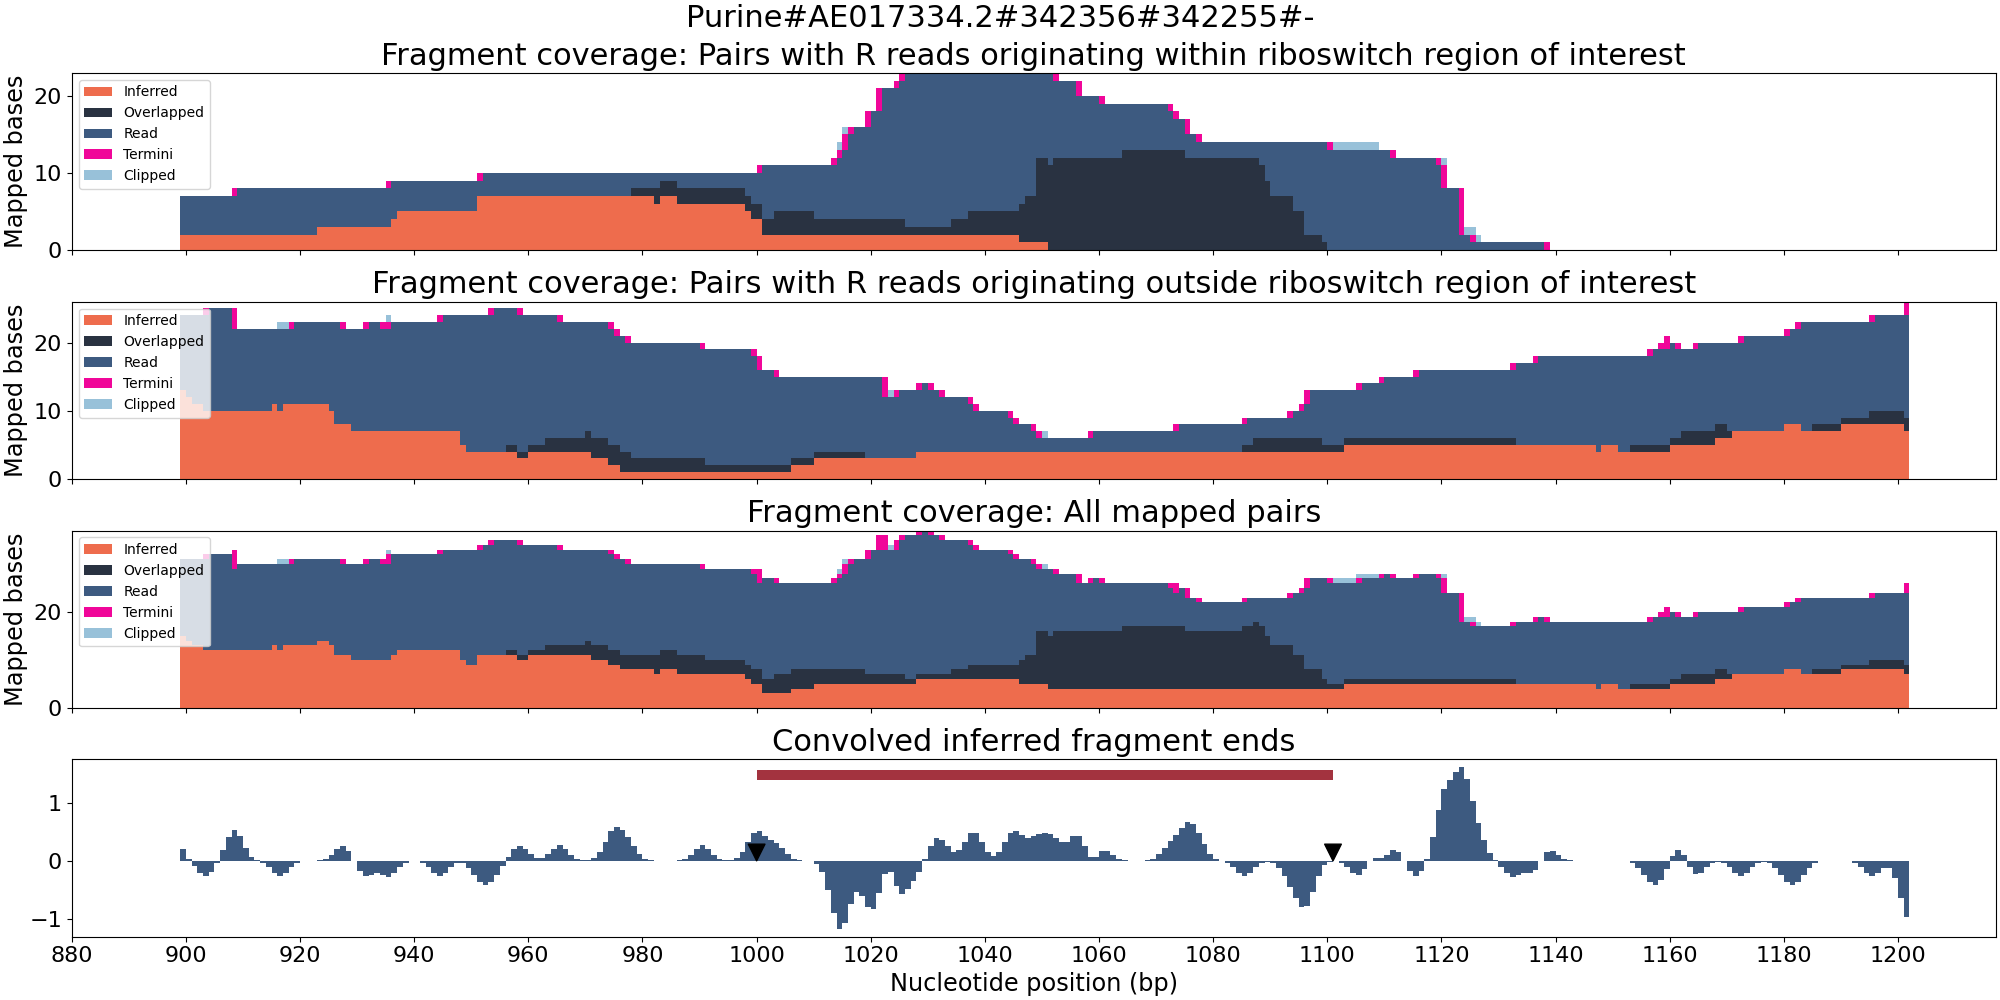 Purine#AE017334.2#342356#342255#-
Fragment coverage: Pairs with R reads originating within riboswitch region of interest
Mapped bases
20
10
0
Inferred
Overlapped
Read
Termini
Clipped
Fragment coverage: Pairs with R reads originating outside riboswitch region of interest
Mapped bases
20
10
0
Inferred
Overlapped
Read
Termini
Clipped
Fragment coverage: All mapped pairs
Mapped bases
20
0
Inferred
Overlapped
Read
Termini
Clipped
Convolved inferred fragment ends
1
0
−1
880 900 920 940 960 980 1000 1020 1040 1060 1080 1100 1120 1140 1160 1180 1200
Nucleotide position (bp)